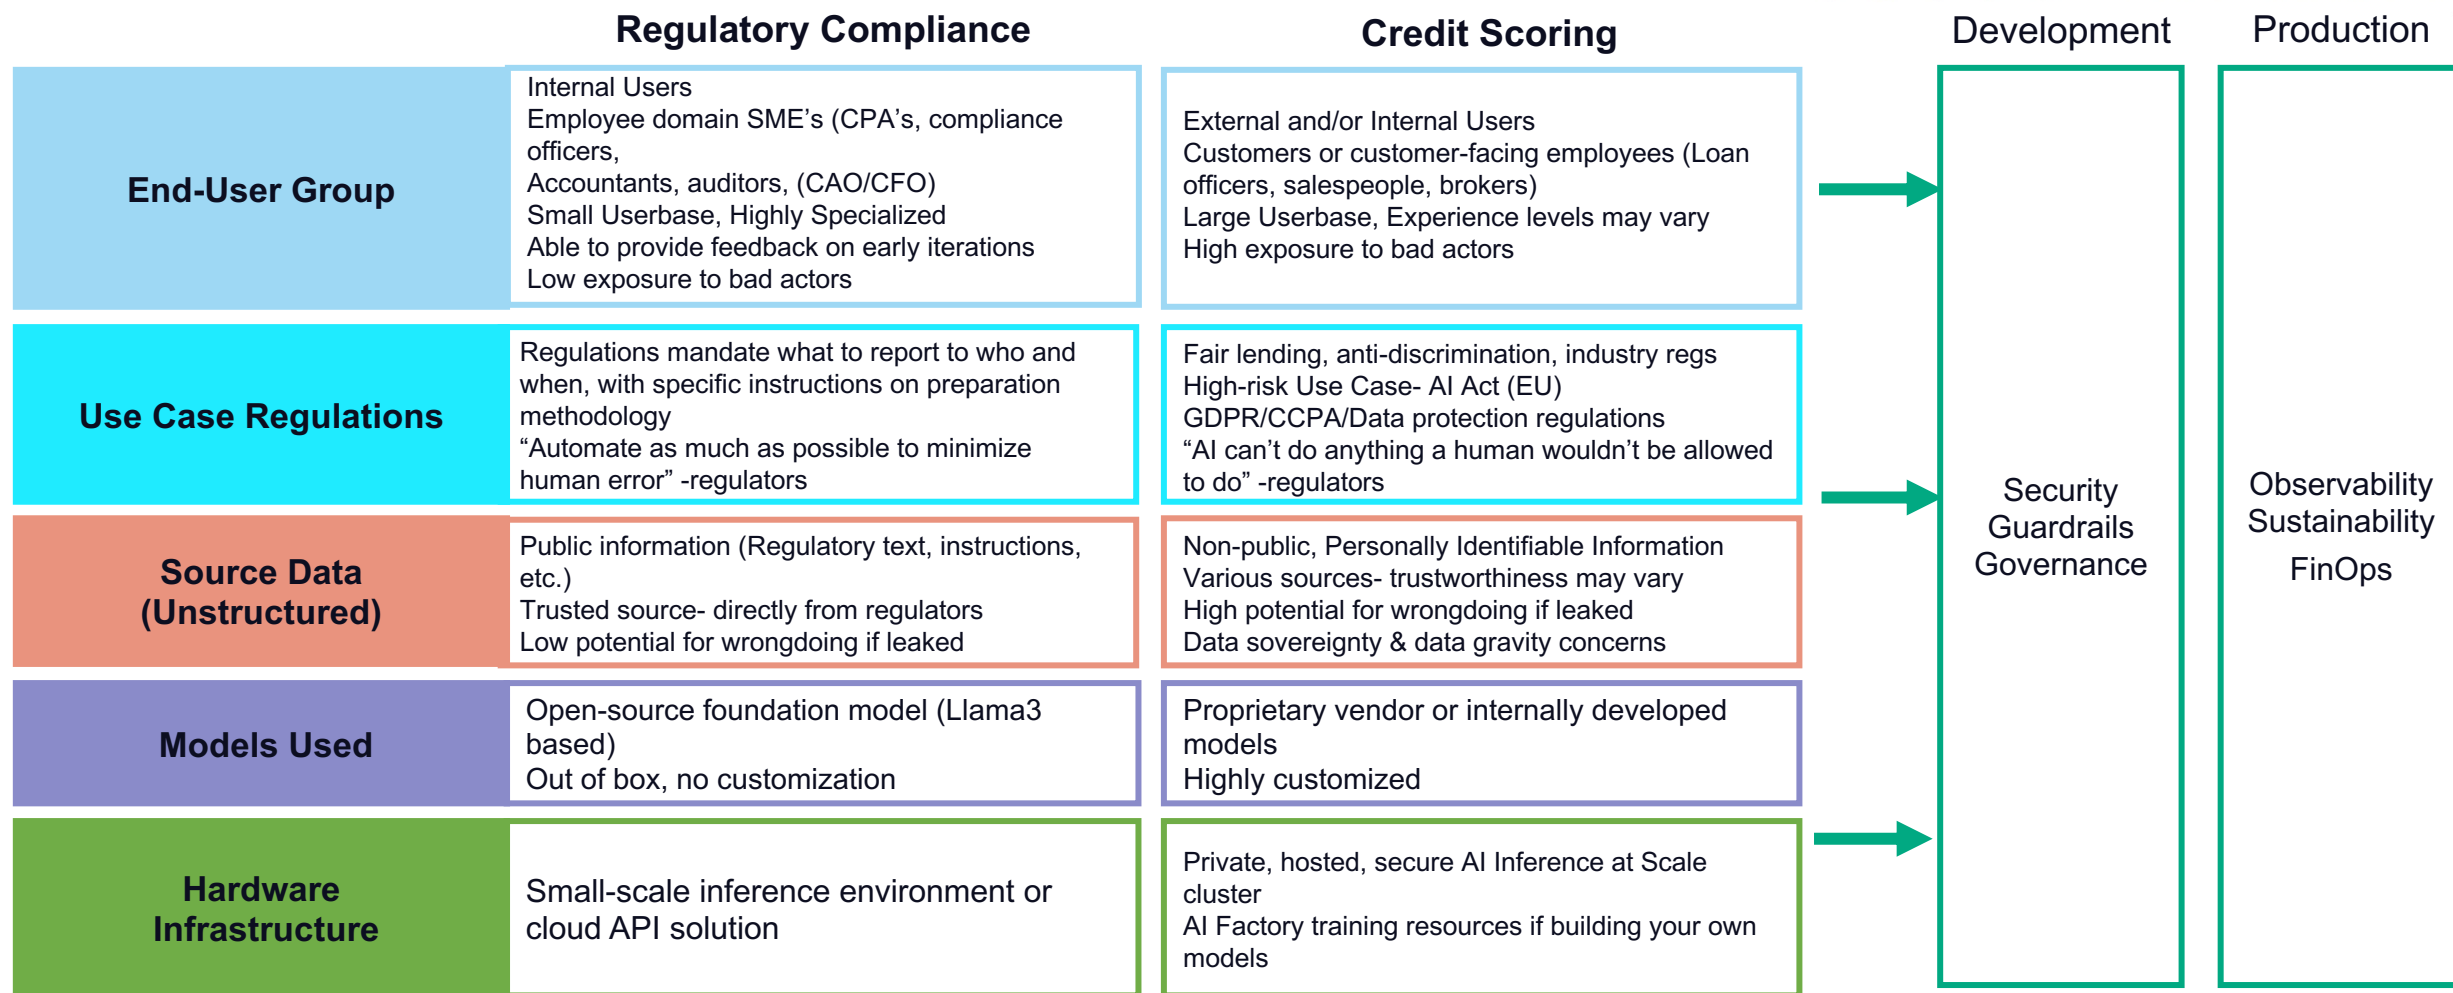 Regulatory Compliance
Credit Scoring
Development
Production
End-User Group
Internal Users
Employee domain SME’s (CPA’s, compliance
officers,
Accountants, auditors, (CAO/CFO)
Small Userbase, Highly Specialized
Able to provide feedback on early iterations
Low exposure to bad actors
External and/or Internal Users
Customers or customer-facing employees (Loan
officers, salespeople, brokers)
Large Userbase, Experience levels may vary
High exposure to bad actors
Use Case Regulations
Regulations mandate what to report to who and
when, with specific instructions on preparation
methodology
“Automate as much as possible to minimize
human error” -regulators
Fair lending, anti-discrimination, industry regs
High-risk Use Case- AI Act (EU)
GDPR/CCPA/Data protection regulations
“AI can’t do anything a human wouldn’t be allowed
to do” -regulators
Source Data
(Unstructured)
Public information (Regulatory text, instructions,
etc.)
Trusted source- directly from regulators
Low potential for wrongdoing if leaked
Non-public, Personally Identifiable Information
Various sources- trustworthiness may vary
High potential for wrongdoing if leaked
Data sovereignty & data gravity concerns
Models Used
Open-source foundation model (Llama3
based)
Out of box, no customization
Proprietary vendor or internally developed
models
Highly customized
Hardware
Infrastructure
Small-scale inference environment or
cloud API solution
Private, hosted, secure AI Inference at Scale
cluster
AI Factory training resources if building your own
models
Security
Guardrails
Governance
Observability
Sustainability
FinOps